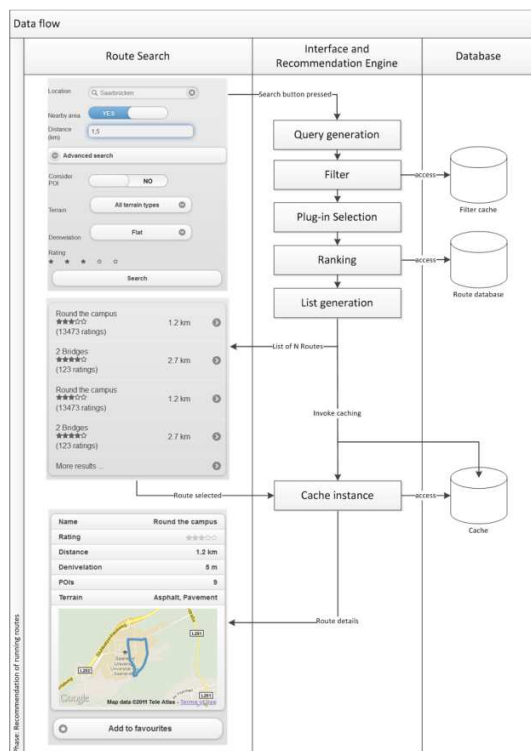 Data flow
Route Search
Interface and
Recommendation Engine
Database
Location
Saarbrücken
Nearby area
YES
Distance
(km)
1,5
Advanced search
Consider
POI
NO
Terrain
All terrain types
Denivelation
Flat
Rating
Search
Search button pressed
Query generation
Filter
access
Filter cache
Plug-in Selection
Ranking
access
Route database
List generation
Round the campus
★★★☆☆
(13473 ratings)
1.2 km
2 Bridges
★★★★☆
(123 ratings)
2.7 km
Round the campus
★★★☆☆
(13473 ratings)
1.2 km
2 Bridges
★★★★☆
(123 ratings)
2.7 km
More results ...
List of N Routes
Invoke caching
Route selected
Cache instance
access
Cache
Name Round the campus
Rating ★★★☆☆
Distance 1.2 km
Denivelation 5 m
POIs 9
Terrain Asphalt, Pavement
L251
L252
L251
Google
Map data ©2011 Tele Atlas - Terms of Use
Route details
Add to favourites
Phase: Recommendation of running routes